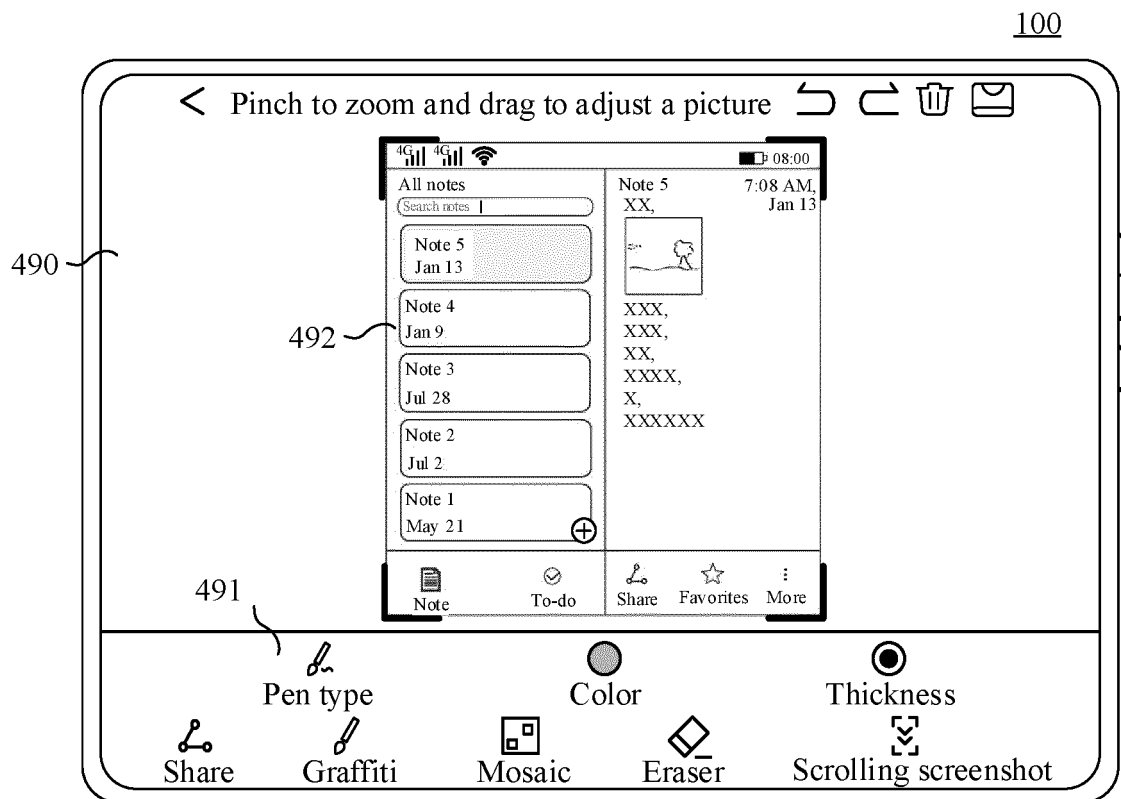 100
Pinch to zoom and drag to adjust a picture
4G 4G 08:00
All notes
Search notes
Note 5
Jan 13
Note 4
Jan 9
Note 3
Jul 28
Note 2
Jul 2
Note 1
May 21
Note To-do
Note 5 7:08 AM,
XX, Jan 13
XXX,
XXX,
XX,
XXXX,
X,
XXXXXX
Share Favorites More
490
492
491
Pen type Color Thickness
Share Graffiti Mosaic Eraser Scrolling screenshot